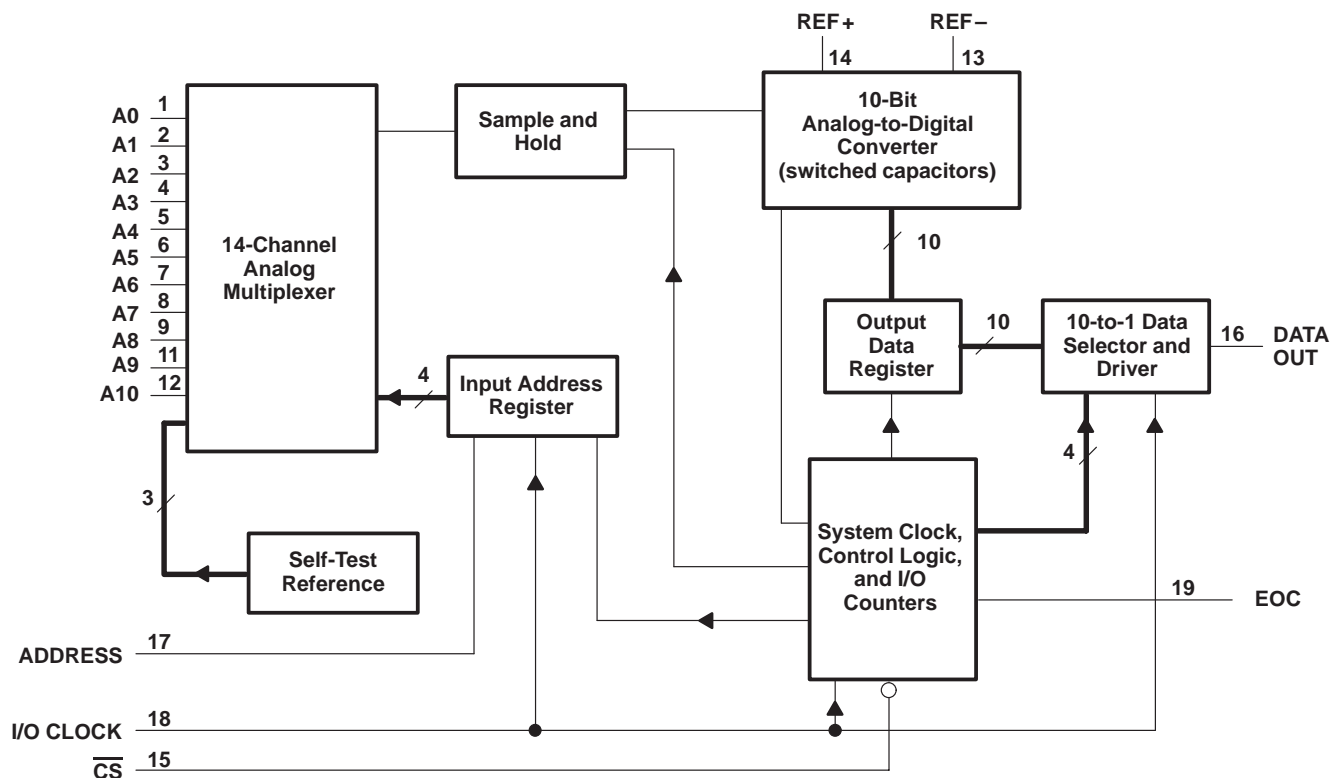 REF+ REF–
14 13
10-Bit
Analog-to-Digital
Converter
(switched capacitors)
Sample and
Hold
A0 1
A1 2
A2 3
A3 4
A4 5
A5 6
A6 7
A7 8
A8 9
A9 11
A10 12
14-Channel
Analog
Multiplexer
10
Output
Data
Register
10
10-to-1 Data
Selector and
Driver
16 DATA
OUT
4
Input Address
Register
4
3
Self-Test
Reference
System Clock,
Control Logic,
and I/O
Counters
19 EOC
ADDRESS 17
I/O CLOCK 18
C̅S̅ 15